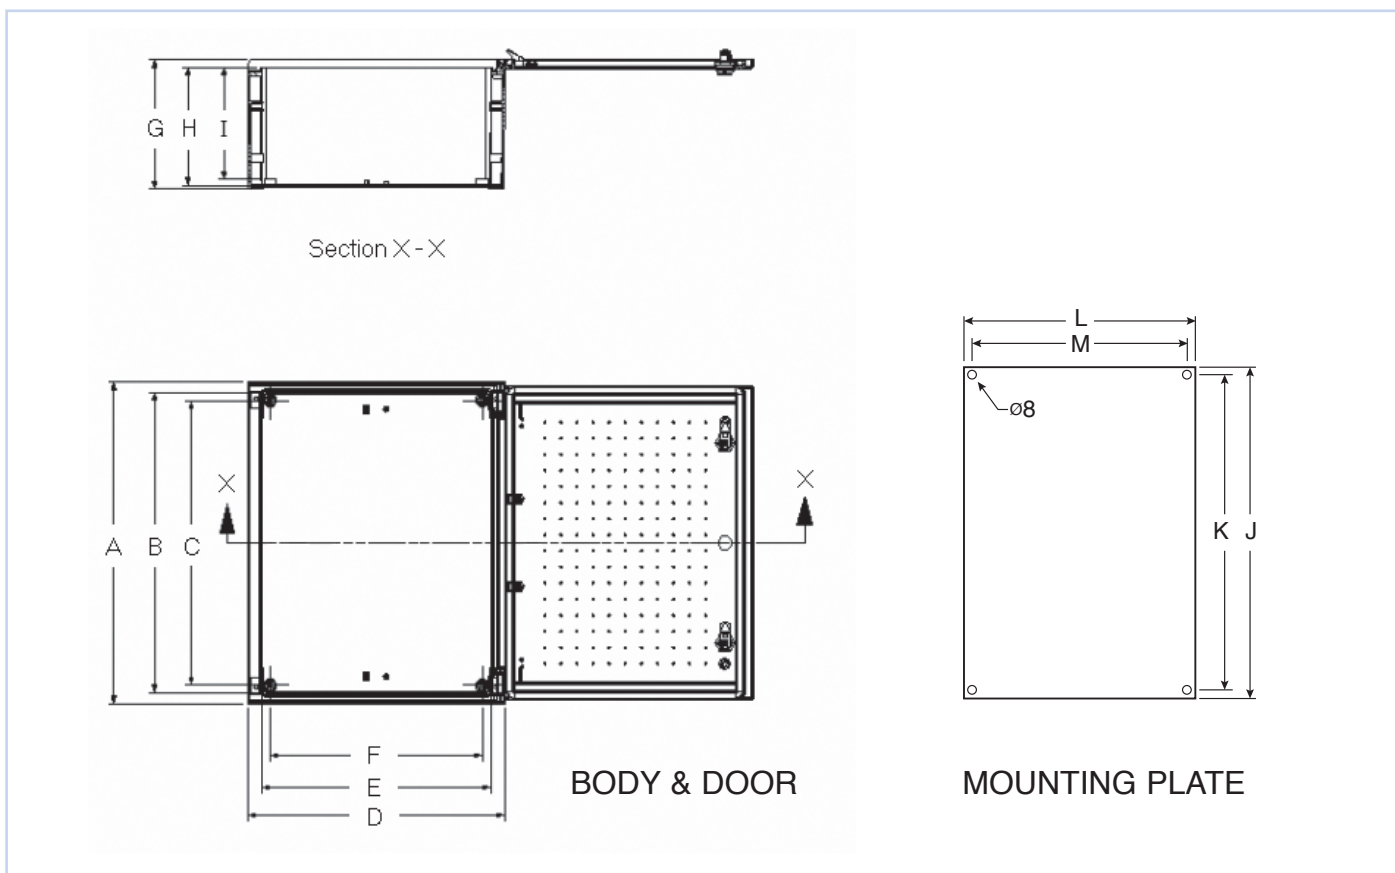 G H I
Section X - X
L
M
ø8
X X
A B C
K J
F
E
D
BODY & DOOR
MOUNTING PLATE